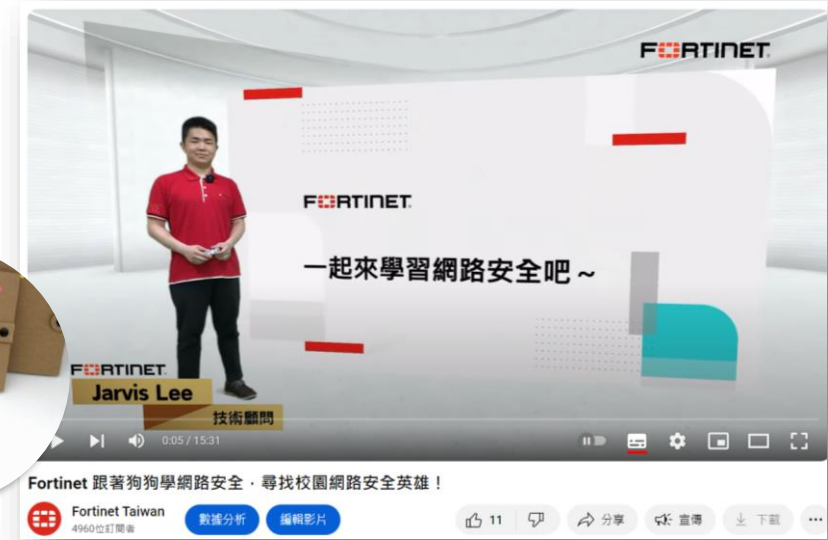 FORTINET
FORTINET
一起來學習網路安全吧～
FORTINET
Jarvis Lee
技術顧問
0:05 / 15:31
Fortinet 跟著狗狗學網路安全．尋找校園網路安全英雄！
Fortinet Taiwan
4960位訂閱者
數據分析
編輯影片
11
分享
宣傳
下載